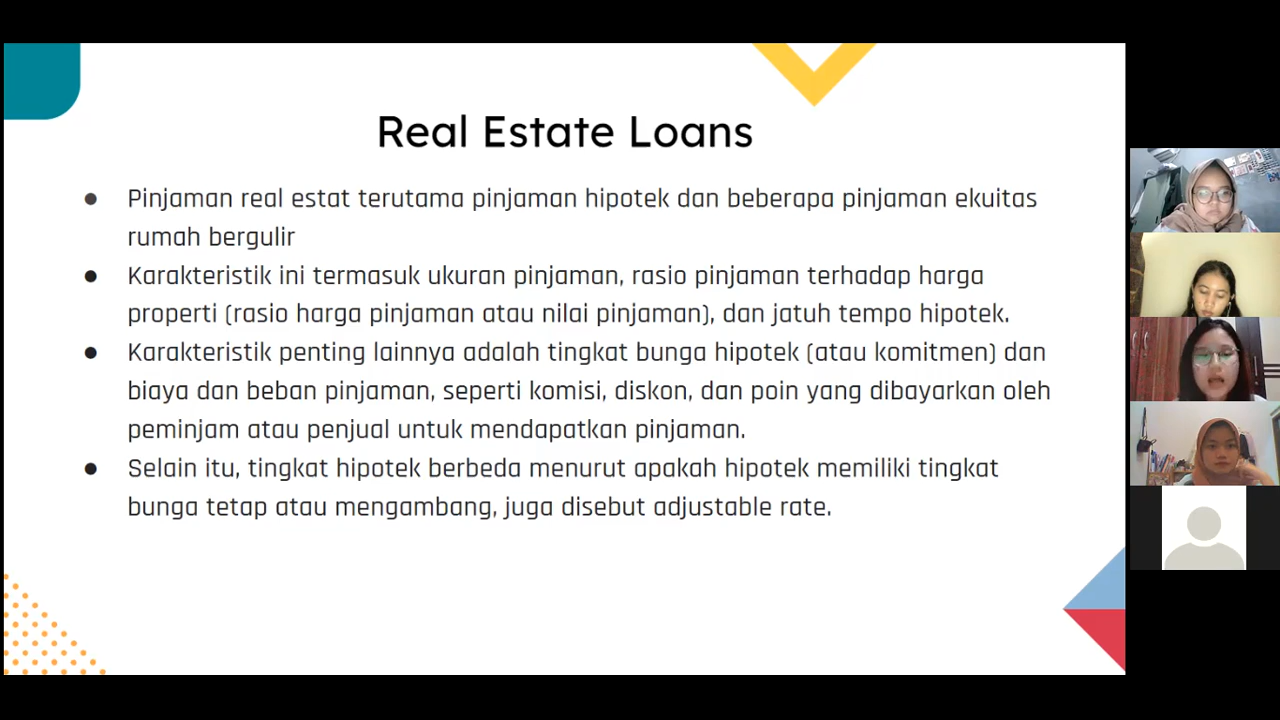 Real Estate Loans
● Pinjaman real estat terutama pinjaman hipotek dan beberapa pinjaman ekuitas
rumah bergulir
● Karakteristik ini termasuk ukuran pinjaman, rasio pinjaman terhadap harga
properti (rasio harga pinjaman atau nilai pinjaman), dan jatuh tempo hipotek.
● Karakteristik penting lainnya adalah tingkat bunga hipotek (atau komitmen) dan
biaya dan beban pinjaman, seperti komisi, diskon, dan poin yang dibayarkan oleh
peminjam atau penjual untuk mendapatkan pinjaman.
● Selain itu, tingkat hipotek berbeda menurut apakah hipotek memiliki tingkat
bunga tetap atau mengambang, juga disebut adjustable rate.